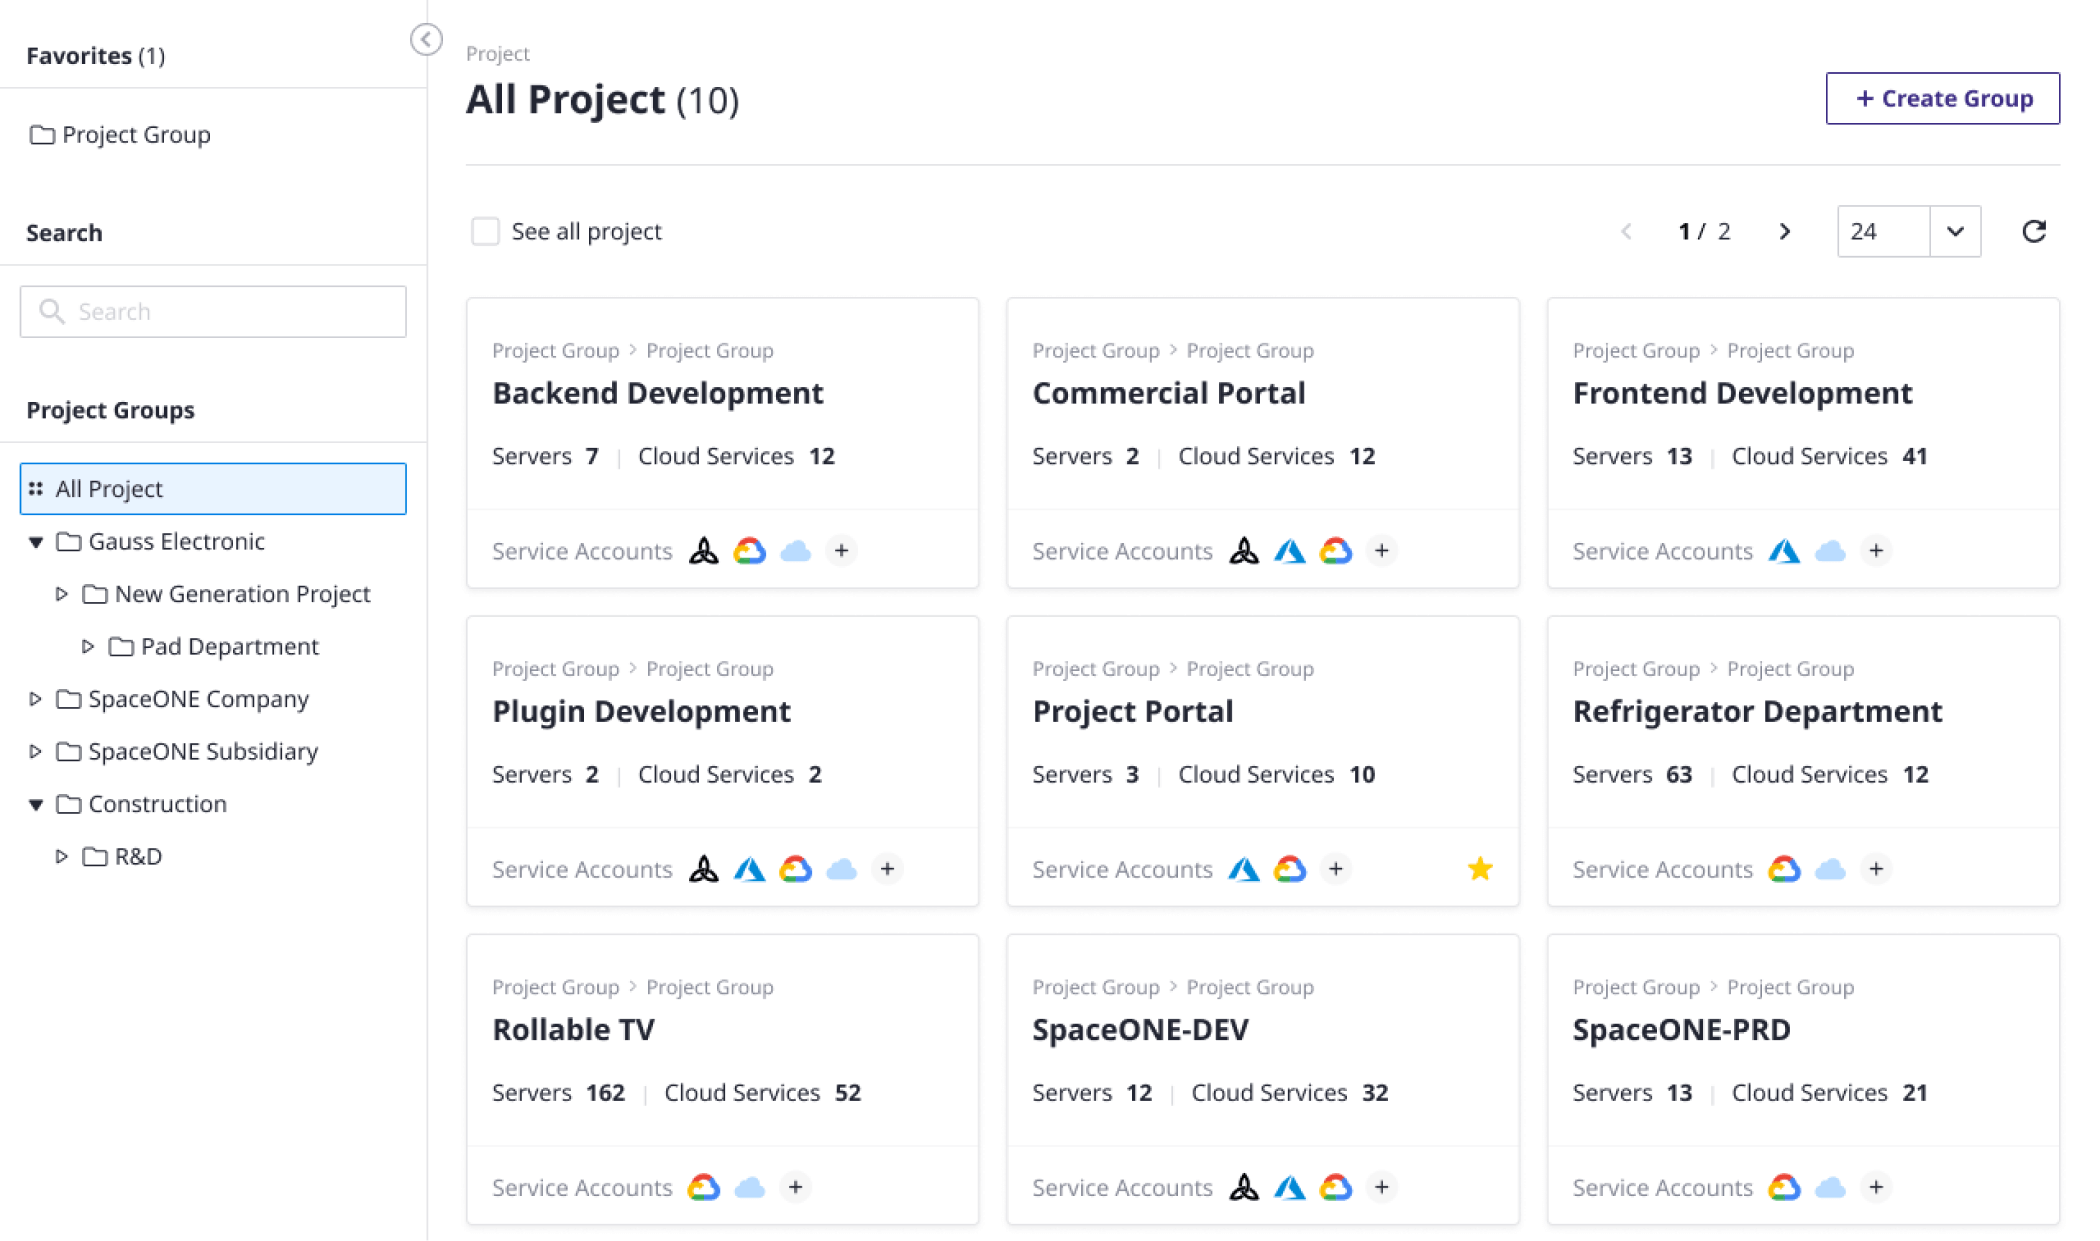 Favorites (1)
Project Group
Search
Search
Project Groups
All Project
Gauss Electronic
New Generation Project
Pad Department
SpaceONE Company
SpaceONE Subsidiary
Construction
R&D
Project
All Project (10)
+ Create Group
See all project
1 / 2
24
Project Group > Project Group
Backend Development
Servers 7 | Cloud Services 12
Service Accounts +
Project Group > Project Group
Commercial Portal
Servers 2 | Cloud Services 12
Service Accounts +
Project Group > Project Group
Frontend Development
Servers 13 | Cloud Services 41
Service Accounts +
Project Group > Project Group
Plugin Development
Servers 2 | Cloud Services 2
Service Accounts +
Project Group > Project Group
Project Portal
Servers 3 | Cloud Services 10
Service Accounts +
Project Group > Project Group
Refrigerator Department
Servers 63 | Cloud Services 12
Service Accounts +
Project Group > Project Group
Rollable TV
Servers 162 | Cloud Services 52
Service Accounts +
Project Group > Project Group
SpaceONE-DEV
Servers 12 | Cloud Services 32
Service Accounts +
Project Group > Project Group
SpaceONE-PRD
Servers 13 | Cloud Services 21
Service Accounts +